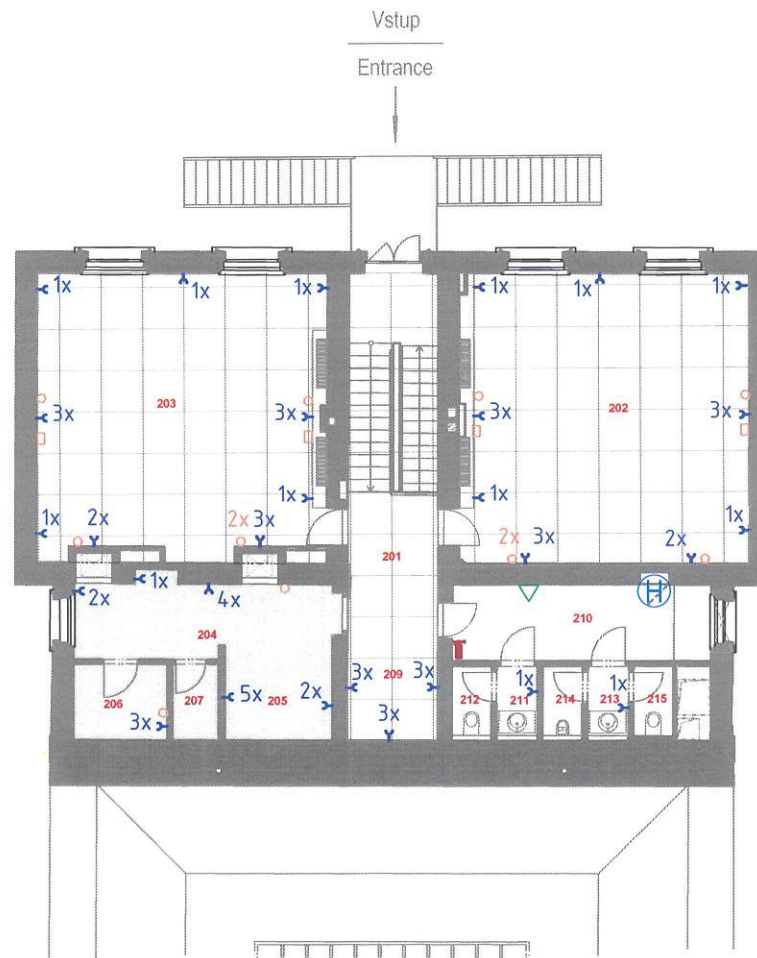 Vstup
Entrance
1x 1x 1x 1x 1x 1x
203 202
3x 3x 3x 3x
1x 1x
1x 2x 2x 3x 2x 3x 2x 1x
201
1x
2x 4x H
204 210
206 207 205 209 212 211 214 213 215
3x 5x 2x 3x 3x 1x 1x
3x